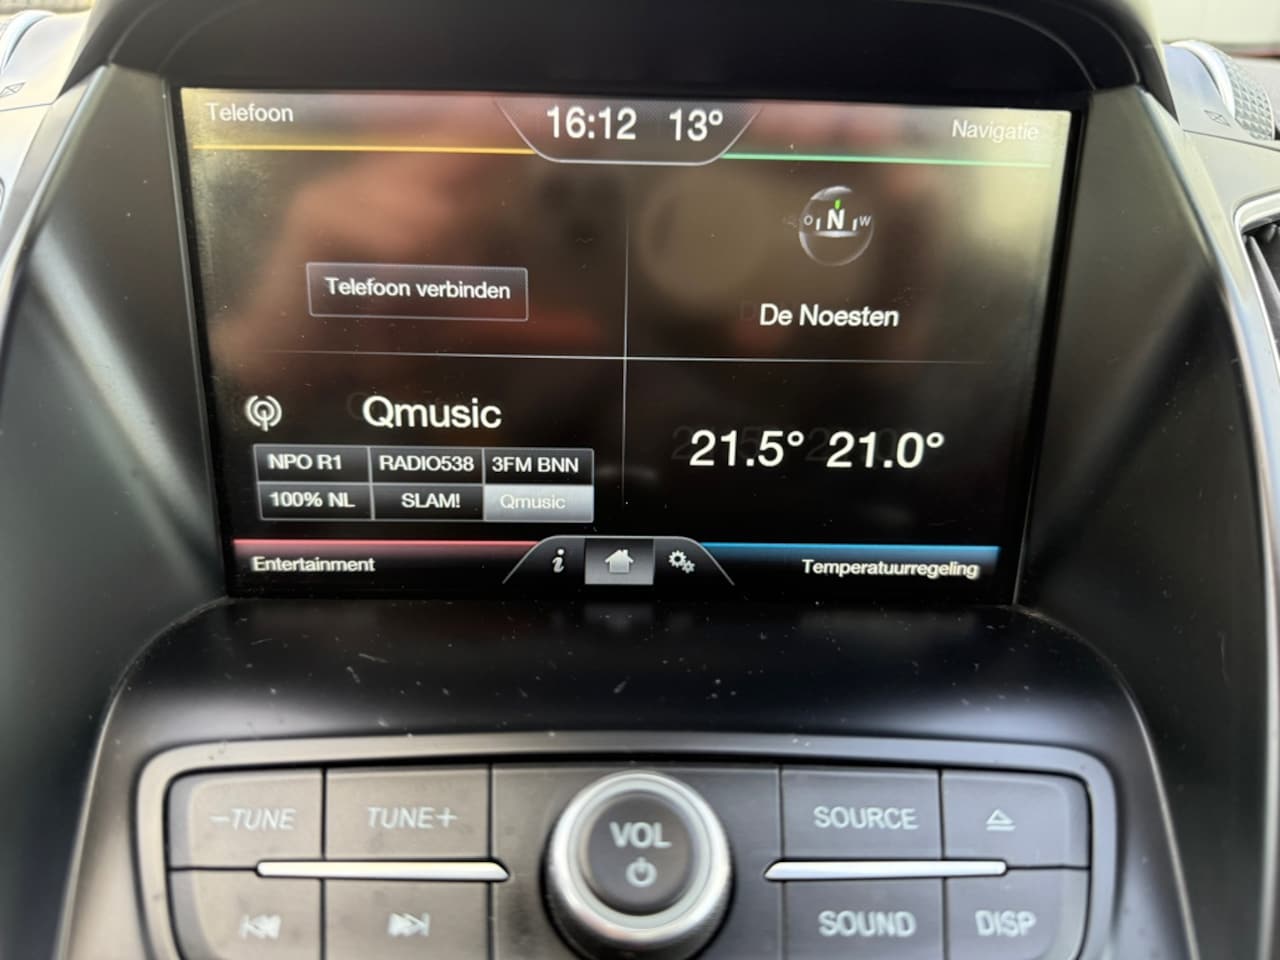 Telefoon
16:12 13°
Navigatie
O N W
Telefoon verbinden
De Noesten
Qmusic
NPO R1 RADIO538 3FM BNN
100% NL SLAM! Qmusic
21.5° 21.0°
Entertainment
i
Temperatuurregeling
−TUNE TUNE+
VOL
SOURCE
SOUND DISP